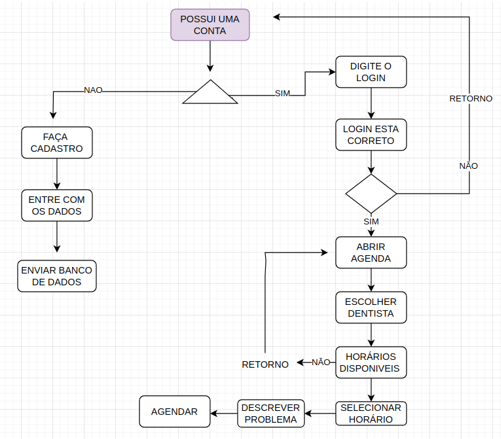 POSSUI UMA
CONTA
DIGITE O
LOGIN
NAO
SIM
RETORNO
FAÇA
CADASTRO
LOGIN ESTA
CORRETO
NÃO
ENTRE COM
OS DADOS
SIM
ABRIR
AGENDA
ENVIAR BANCO
DE DADOS
ESCOLHER
DENTISTA
RETORNO
NÃO
HORÁRIOS
DISPONIVEIS
AGENDAR
DESCREVER
PROBLEMA
SELECIONAR
HORÁRIO